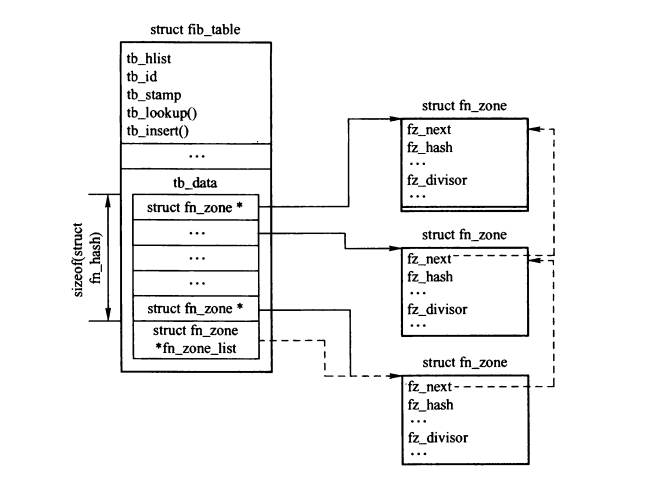 struct fib_table
tb_hlist
tb_id
tb_stamp
tb_lookup()
tb_insert()
...
tb_data
struct fn_zone *
...
...
...
struct fn_zone *
struct fn_zone
*fn_zone_list
sizeof(struct
fn_hash)
struct fn_zone
fz_next
fz_hash
...
fz_divisor
...
struct fn_zone
fz_next
fz_hash
...
fz_divisor
...
struct fn_zone
fz_next
fz_hash
...
fz_divisor
...